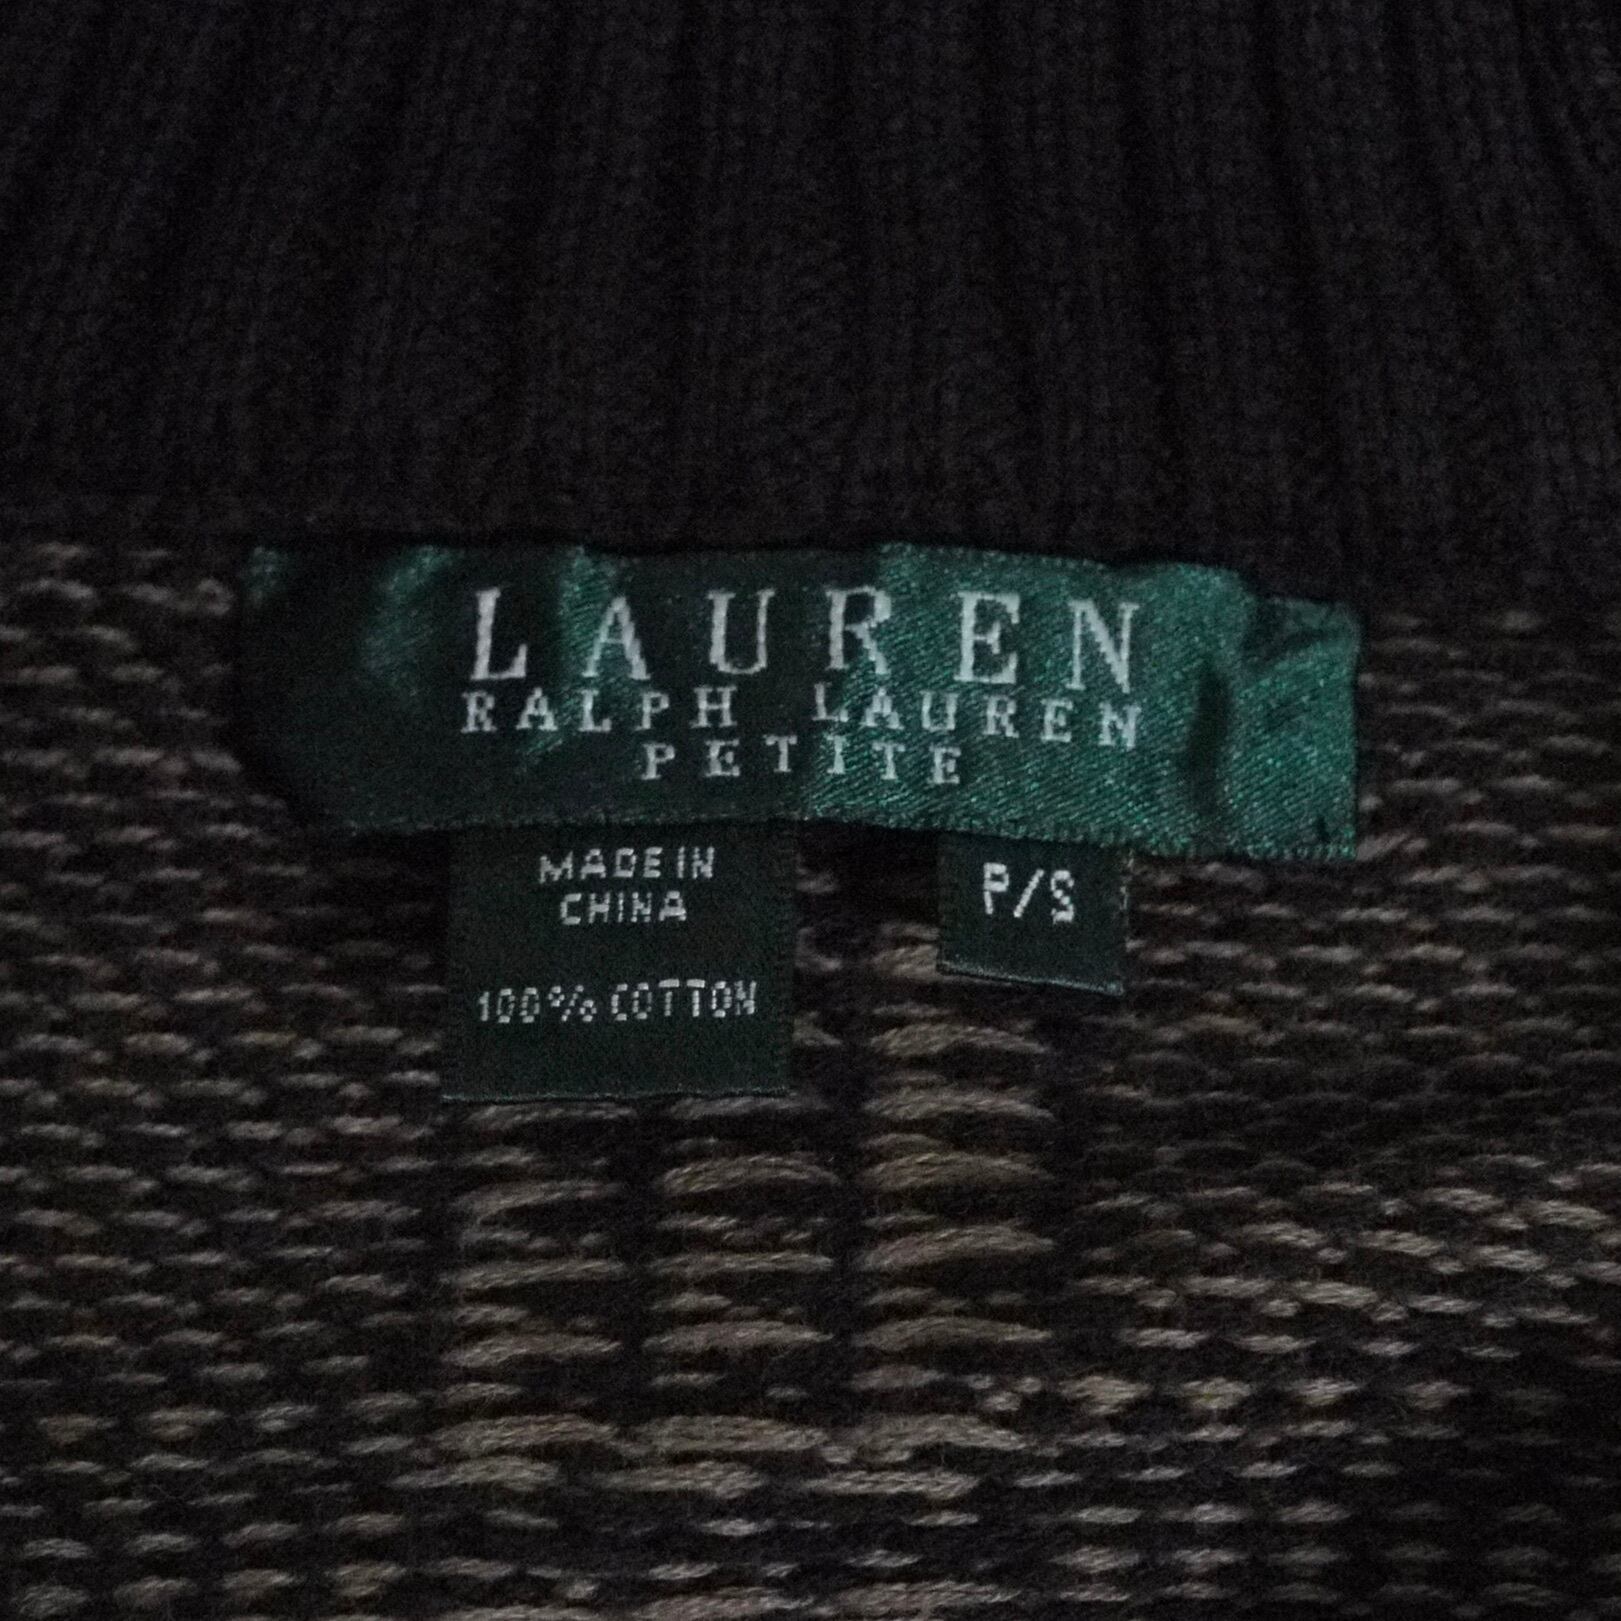 LAUREN
RALPH LAUREN
PETITE
MADE IN
CHINA
100% COTTON
P/S